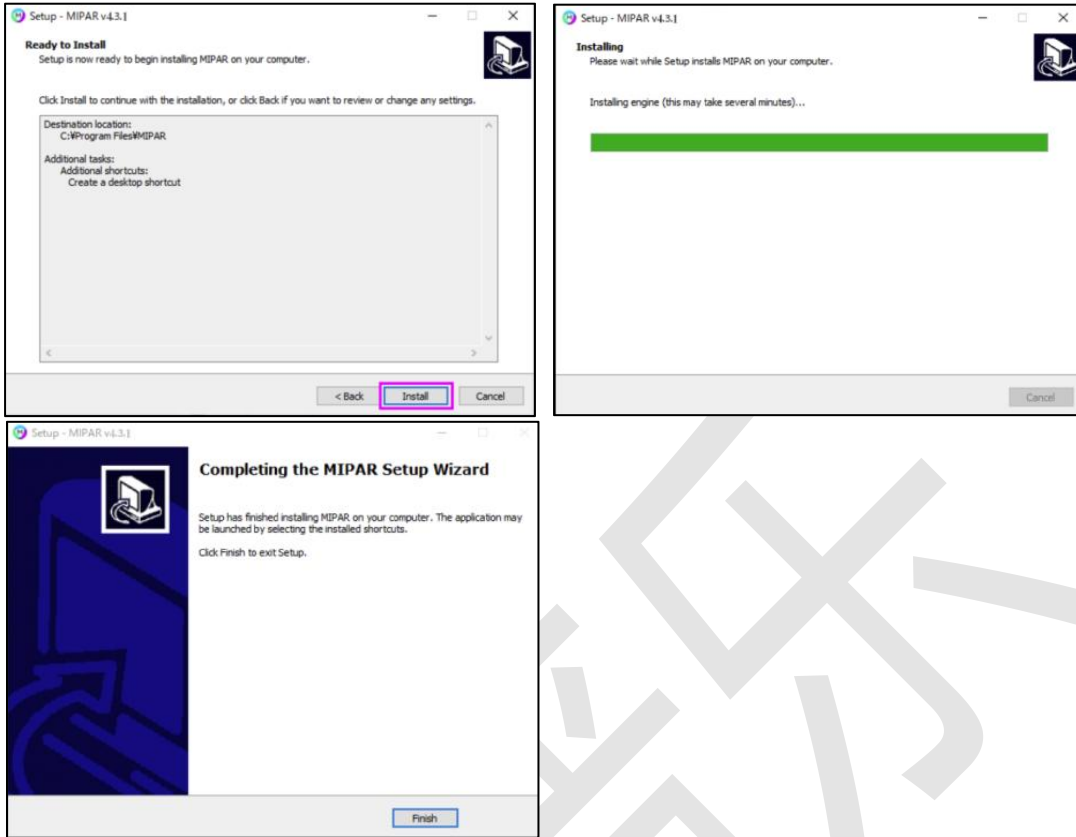 Setup - MIPAR v4.3.1
Ready to Install
Setup is now ready to begin installing MIPAR on your computer.
Click Install to continue with the installation, or click Back if you want to review or change any settings.
Destination location:
C:¥Program Files¥MIPAR
Additional tasks:
Additional shortcuts:
Create a desktop shortcut
< Back
Install
Cancel
Setup - MIPAR v4.3.1
Installing
Please wait while Setup installs MIPAR on your computer.
Installing engine (this may take several minutes)...
Cancel
Setup - MIPAR v4.3.1
Completing the MIPAR Setup Wizard
Setup has finished installing MIPAR on your computer. The application may
be launched by selecting the installed shortcuts.
Click Finish to exit Setup.
Finish